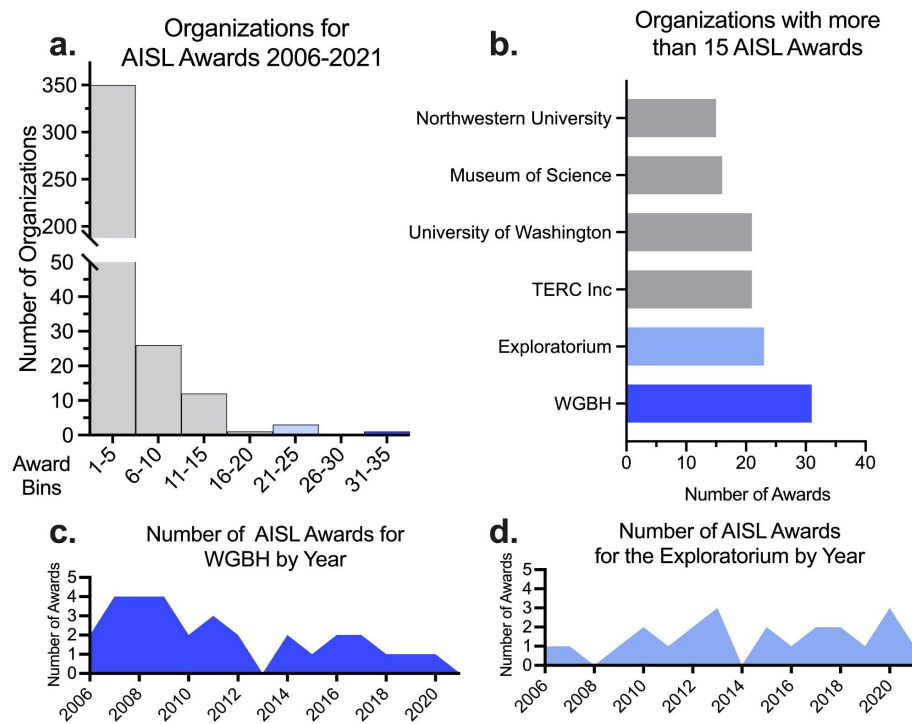 a.
Organizations for
AISL Awards 2006-2021
Number of Organizations
350
300
250
200
50
40
30
20
10
0
Award
Bins
1-5
6-10
11-15
16-20
21-25
26-30
31-35
b.
Organizations with more
than 15 AISL Awards
Northwestern University
Museum of Science
University of Washington
TERC Inc
Exploratorium
WGBH
0
10
20
30
40
Number of Awards
c.
Number of AISL Awards for
WGBH by Year
Number of Awards
5
4
3
2
1
0
2006
2008
2010
2012
2014
2016
2018
2020
d.
Number of AISL Awards
for the Exploratorium by Year
Number of Awards
5
4
3
2
1
0
2006
2008
2010
2012
2014
2016
2018
2020